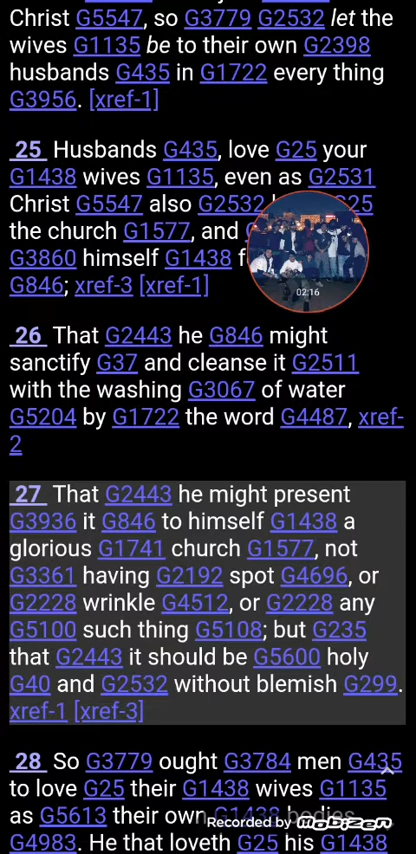 Christ G5547, so G3779 G2532 let the
wives G1135 be to their own G2398
husbands G435 in G1722 every thing
G3956. [xref-1]
25 Husbands G435, love G25 your
G1438 wives G1135, even as G2531
Christ G5547 also G2532 G25
the church G1577, and
G3860 himself G1438
G846; xref-3 [xref-1]
02:16
26 That G2443 he G846 might
sanctify G37 and cleanse it G2511
with the washing G3067 of water
G5204 by G1722 the word G4487, xref-
2
27 That G2443 he might present
G3936 it G846 to himself G1438 a
glorious G1741 church G1577, not
G3361 having G2192 spot G4696, or
G2228 wrinkle G4512, or G2228 any
G5100 such thing G5108; but G235
that G2443 it should be G5600 holy
G40 and G2532 without blemish G299.
xref-1 [xref-3]
28 So G3779 ought G3784 men G435
to love G25 their G1438 wives G1135
as G5613 their own G1438 bodies
Recorded by MOBIZEN
G4983. He that loveth G25 his G1438